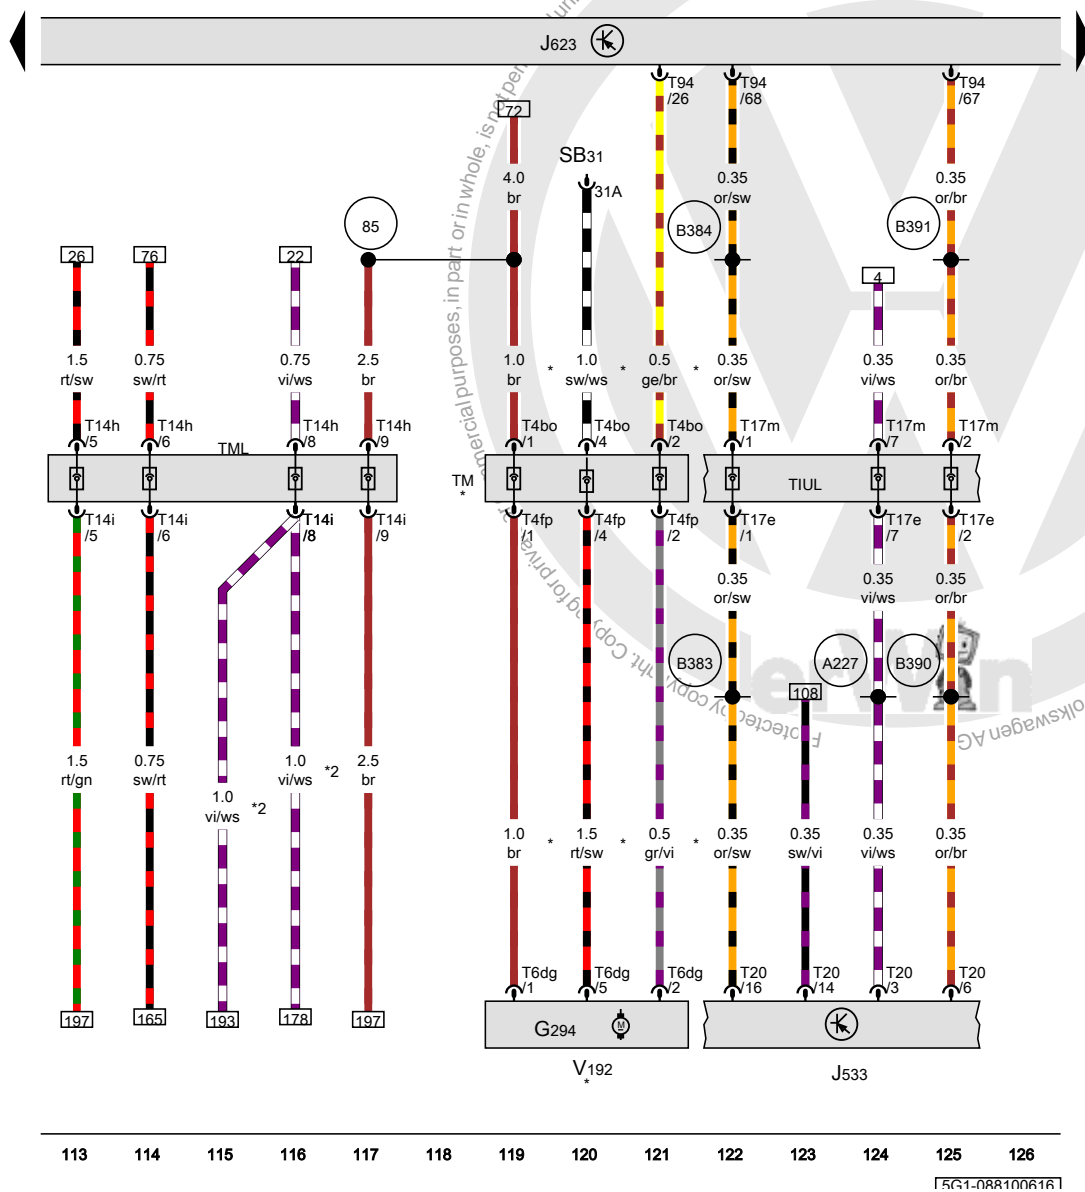 J623
T94
/26
T94
/68
T94
/67
72
SB31
31A
4.0
br
0.35
or/sw
0.35
or/br
85
B384
B391
26
76
22
4
1.5
rt/sw
0.75
sw/rt
0.75
vi/ws
2.5
br
1.0
br
*
1.0
sw/ws
*
0.5
ge/br
*
0.35
or/sw
0.35
vi/ws
0.35
or/br
T14h
/5
T14h
/6
T14h
/8
T14h
/9
T4bo
/1
T4bo
/4
T4bo
/2
T17m
/1
T17m
/7
T17m
/2
TML
TM
*
TIUL
T14i
/5
T14i
/6
T14i
/8
T14i
/9
T4fp
/1
T4fp
/4
T4fp
/2
T17e
/1
T17e
/7
T17e
/2
0.35
or/sw
0.35
vi/ws
0.35
or/br
B383
A227
B390
108
1.5
rt/gn
0.75
sw/rt
1.0
vi/ws
*2
1.0
vi/ws
*2
2.5
br
1.0
br
*
1.5
rt/sw
*
0.5
gr/vi
*
0.35
or/sw
0.35
sw/vi
0.35
vi/ws
0.35
or/br
T6dg
/1
T6dg
/5
T6dg
/2
T20
/16
T20
/14
T20
/3
T20
/6
197
165
193
178
197
G294
M
V192
*
J533
113 114 115 116 117 118 119 120 121 122 123 124 125 126
5G1-088100616